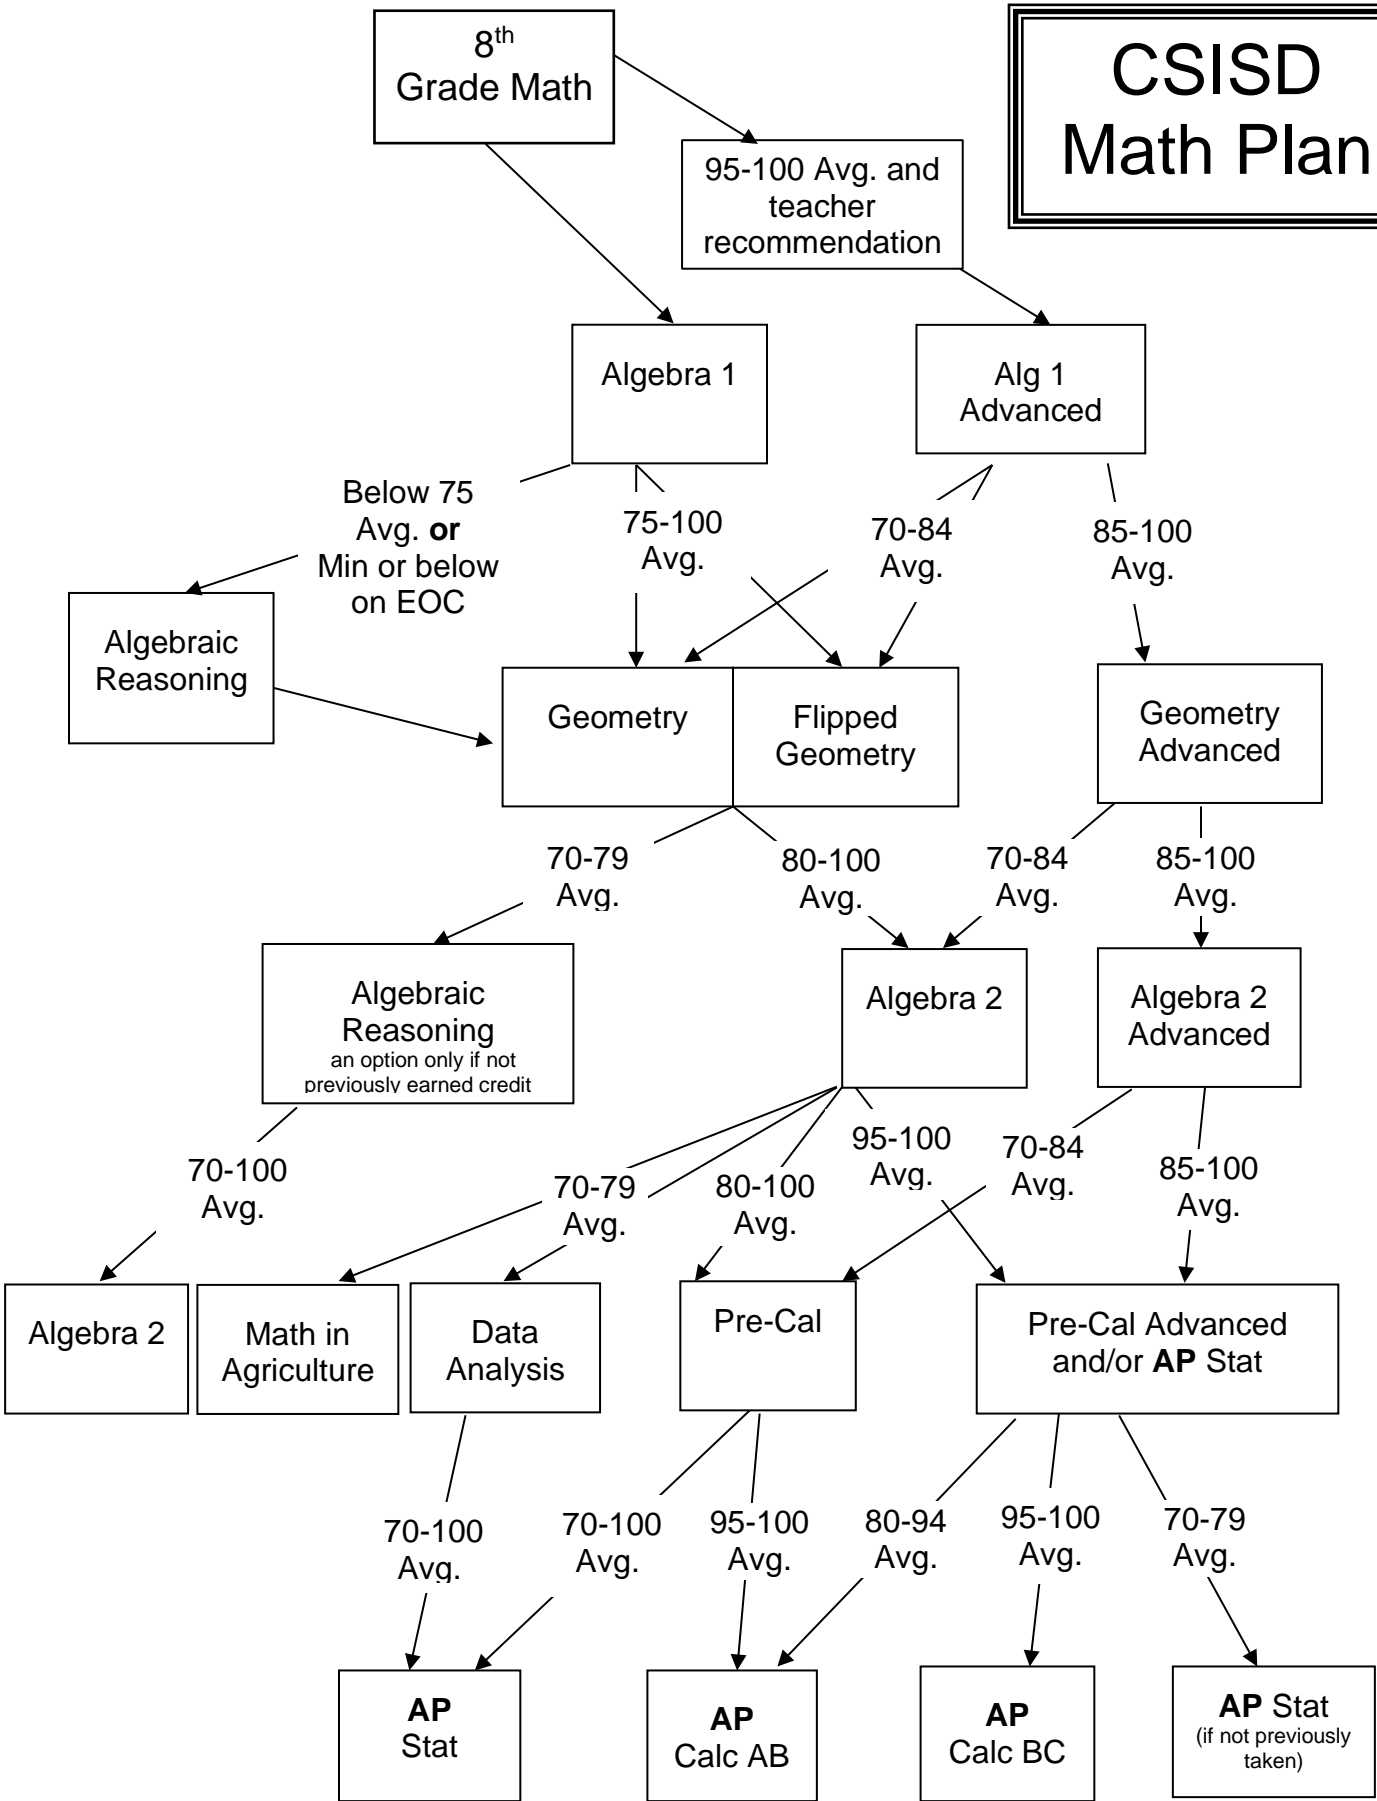 8th
Grade Math
CSISD
Math Plan
95-100 Avg. and
teacher
recommendation
Algebra 1
Alg 1
Advanced
Below 75
Avg. or
Min or below
on EOC
75-100
Avg.
70-84
Avg.
85-100
Avg.
Algebraic
Reasoning
Geometry
Flipped
Geometry
Geometry
Advanced
70-79
Avg.
80-100
Avg.
70-84
Avg.
85-100
Avg.
Algebraic
Reasoning
an option only if not
previously earned credit
Algebra 2
Algebra 2
Advanced
70-100
Avg.
70-79
Avg.
80-100
Avg.
95-100
Avg.
70-84
Avg.
85-100
Avg.
Algebra 2
Math in
Agriculture
Data
Analysis
Pre-Cal
Pre-Cal Advanced
and/or AP Stat
70-100
Avg.
70-100
Avg.
95-100
Avg.
80-94
Avg.
95-100
Avg.
70-79
Avg.
AP
Stat
AP
Calc AB
AP
Calc BC
AP Stat
(if not previously
taken)